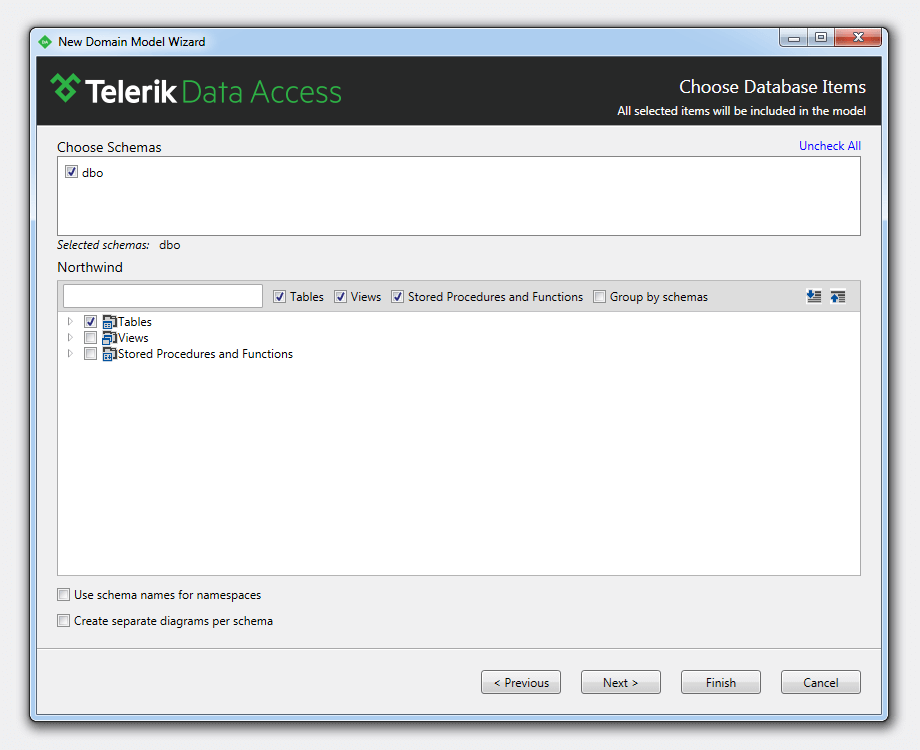 New Domain Model Wizard
Telerik Data Access
Choose Database Items
All selected items will be included in the model
Choose Schemas
Uncheck All
dbo
Selected schemas: dbo
Northwind
Tables Views Stored Procedures and Functions Group by schemas
Tables
Views
Stored Procedures and Functions
Use schema names for namespaces
Create separate diagrams per schema
< Previous Next > Finish Cancel